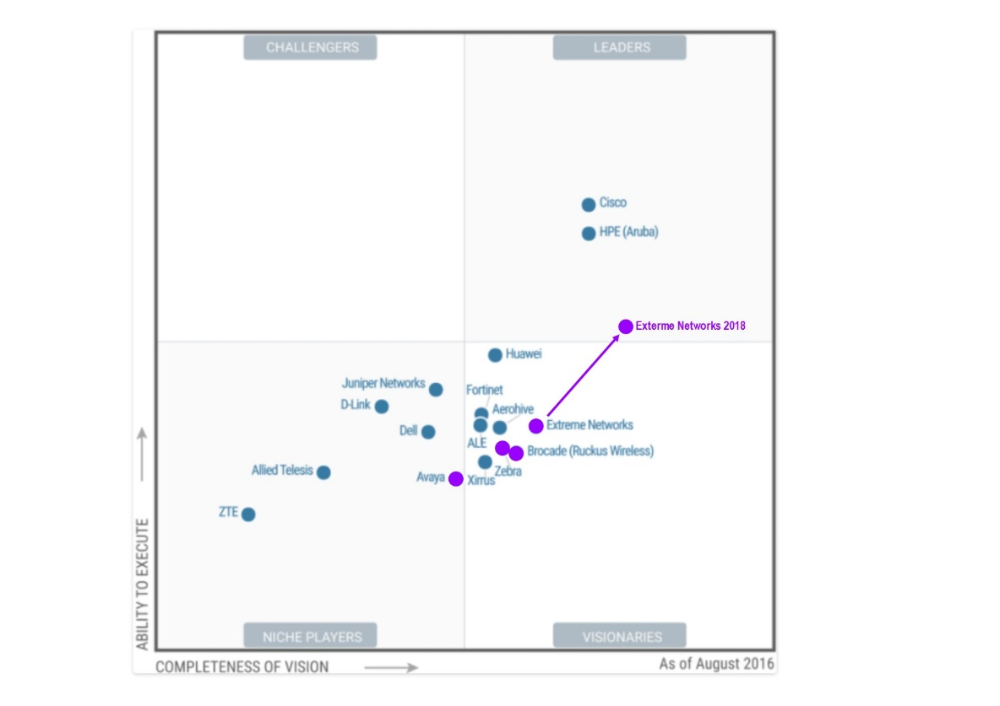 CHALLENGERS
LEADERS
Cisco
HPE (Aruba)
Exterme Networks 2018
Huawei
Juniper Networks
Fortinet
D-Link
Aerohive
Extreme Networks
Dell
ALE
Brocade (Ruckus Wireless)
Allied Telesis
Zebra
Avaya
Xirrus
ZTE
ABILITY TO EXECUTE
NICHE PLAYERS
VISIONARIES
COMPLETENESS OF VISION
As of August 2016